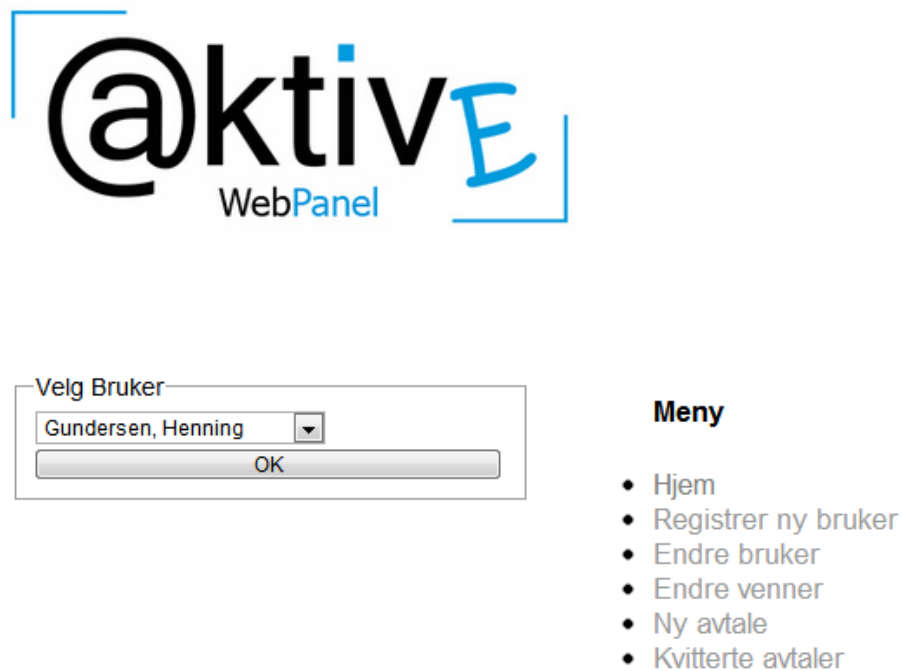 @ktivE
WebPanel
Velg Bruker
Gundersen, Henning
OK
Meny
Hjem
Registrer ny bruker
Endre bruker
Endre venner
Ny avtale
Kvitterte avtaler